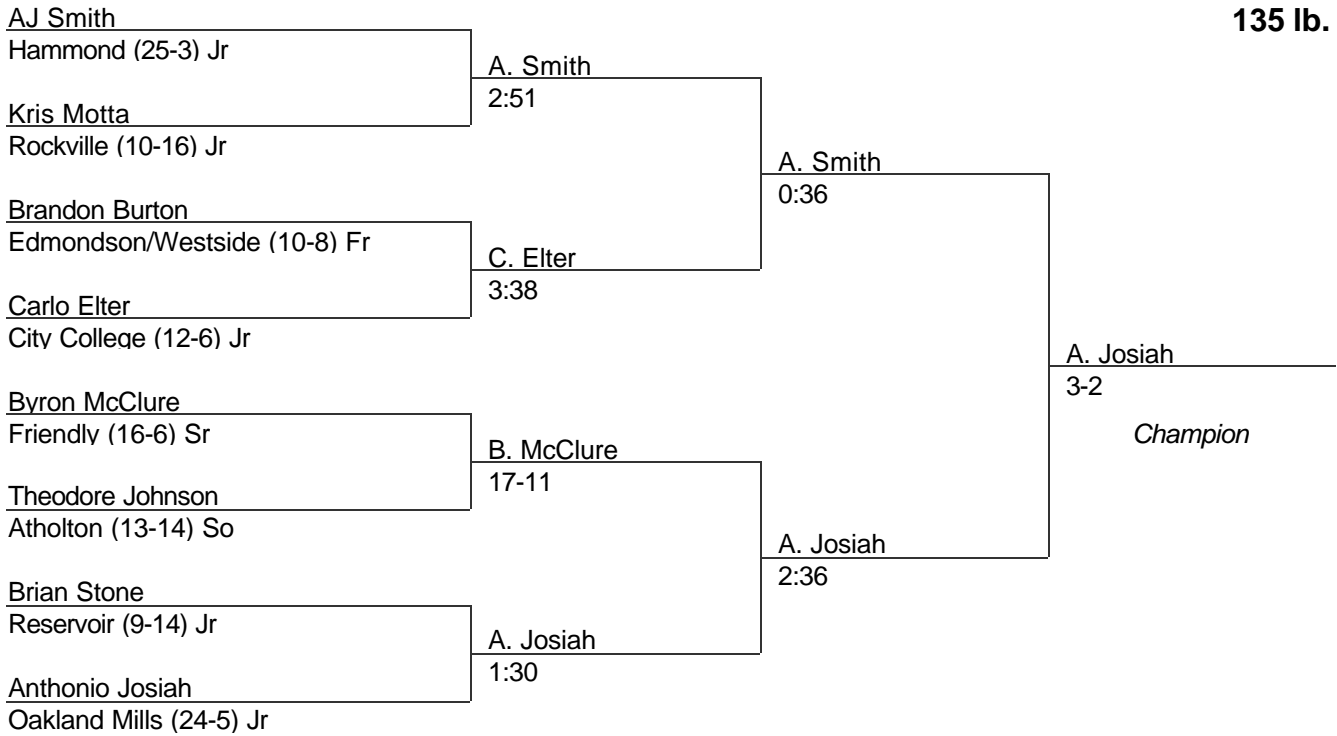 135 lb.
AJ Smith
Hammond (25-3) Jr
A. Smith
2:51
Kris Motta
Rockville (10-16) Jr
A. Smith
0:36
Brandon Burton
Edmondson/Westside (10-8) Fr
C. Elter
3:38
Carlo Elter
City College (12-6) Jr
A. Josiah
3-2
Champion
Byron McClure
Friendly (16-6) Sr
B. McClure
17-11
Theodore Johnson
Atholton (13-14) So
A. Josiah
2:36
Brian Stone
Reservoir (9-14) Jr
A. Josiah
1:30
Anthonio Josiah
Oakland Mills (24-5) Jr